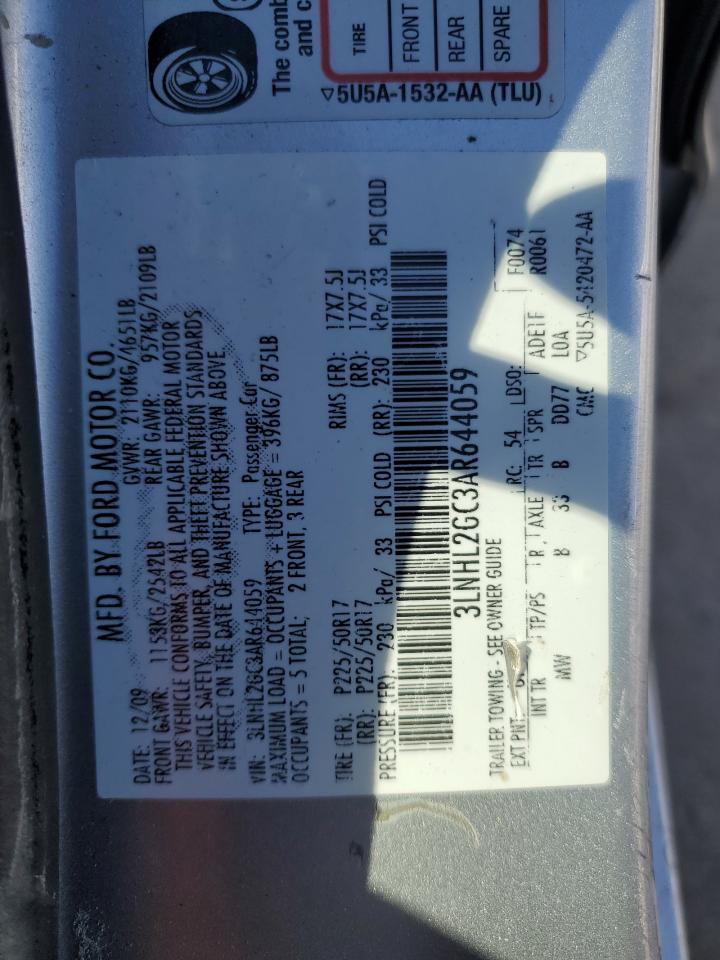 The comb
and c
TIRE
FRONT
REAR
SPARE
▽5U5A-1532-AA (TLU)
MFD. BY FORD MOTOR CO.
DATE: 12/09 GVWR: 2110KG/4651LB
FRONT GAWR: 1153KG/2542LB REAR GAWR: 957KG/2109LB
THIS VEHICLE CONFORMS TO ALL APPLICABLE FEDERAL MOTOR
VEHICLE SAFETY, BUMPER, AND THEFT PREVENTION STANDARDS
IN EFFECT ON THE DATE OF MANUFACTURE SHOWN ABOVE.
VIN: 3LNHL2GC3AR644059 TYPE: Passenger Car
MAXIMUM LOAD = OCCUPANTS + LUGGAGE = 396KG/ 875LB
OCCUPANTS = 5 TOTAL; 2 FRONT, 3 REAR
TIRE (FR): P225/50R17 RIMS (FR): 17X7.5J
(RR): P225/50R17 (RR): 17X7.5J
PRESSURE (FR): 230 kPa/ 33 PSI COLD (RR): 230 kPa/ 33 PSI COLD
3LNHL2GC3AR644059
TRAILER TOWING - SEE OWNER GUIDE
EXT PNT: RC: 54 DSO: F0074
INT TR TP/PS R AXLE TR SPR ADE1F R0061
MW B 33 B DD77 LOA
CMC ▽5U5A-5420472-AA